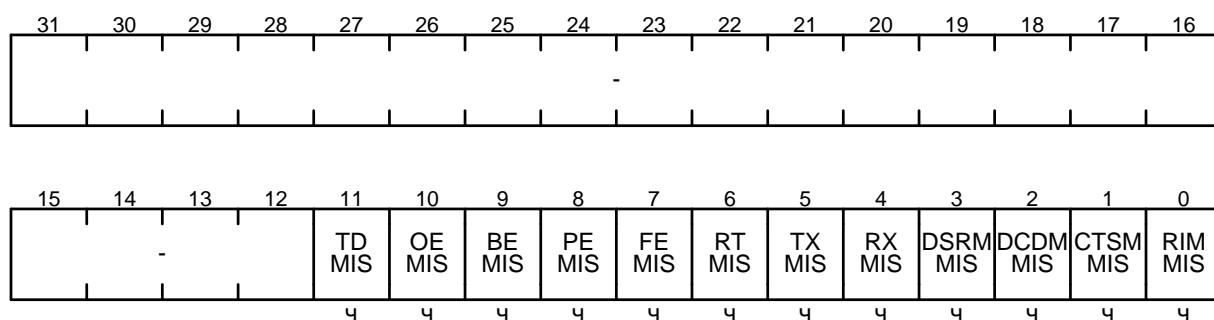 31 30 29 28 27 26 25 24 23 22 21 20 19 18 17 16
-
15 14 13 12 11 10 9 8 7 6 5 4 3 2 1 0
- TD OE BE PE FE RT TX RX DSRM DCDM CTSM RIM
MIS MIS MIS MIS MIS MIS MIS MIS MIS MIS MIS MIS
ч ч ч ч ч ч ч ч ч ч ч ч